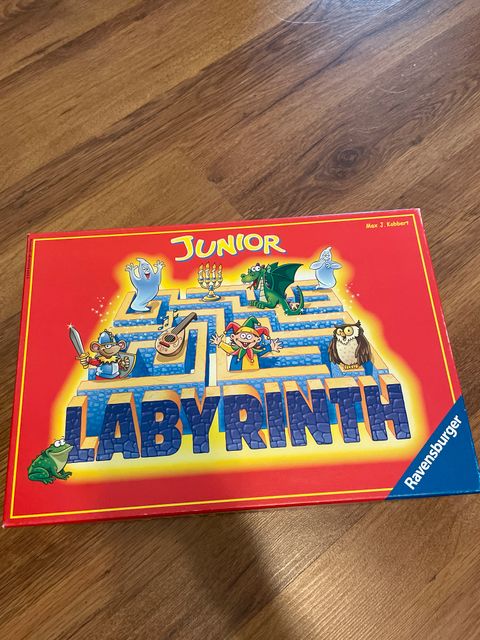 Max J. Kobbert
JUNIOR
LABYRINTH
Ravensburger